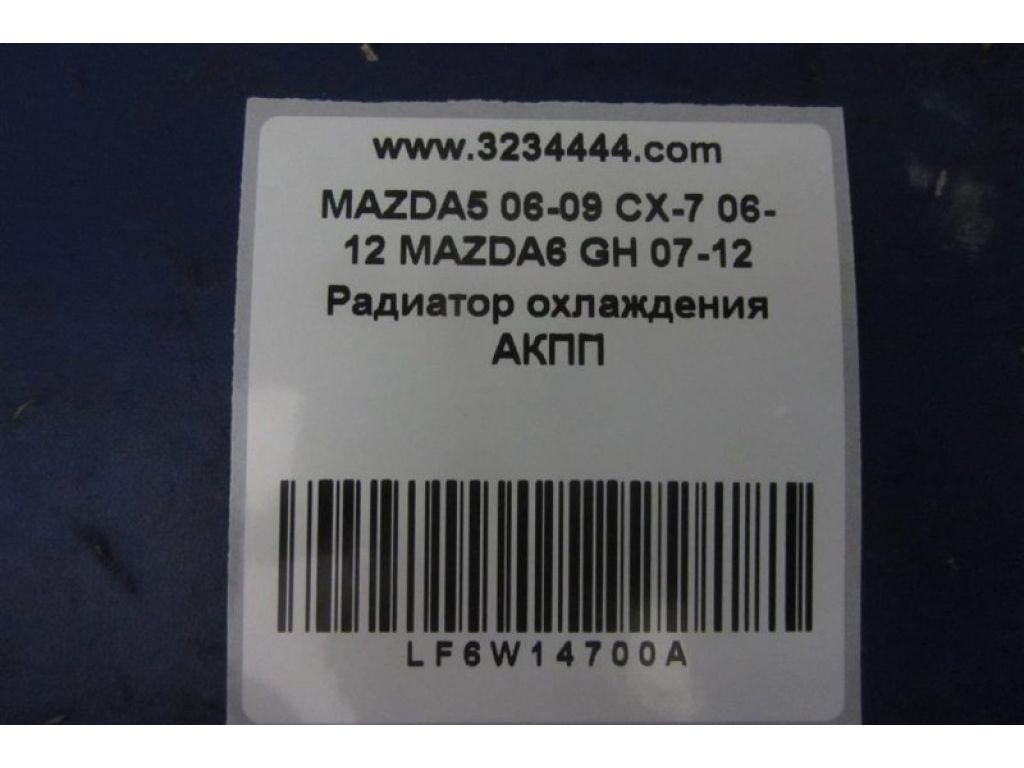 www.3234444.com
MAZDA5 06-09 CX-7 06-
12 MAZDA6 GH 07-12
Радиатор охлаждения
АКПП
LF6W14700A